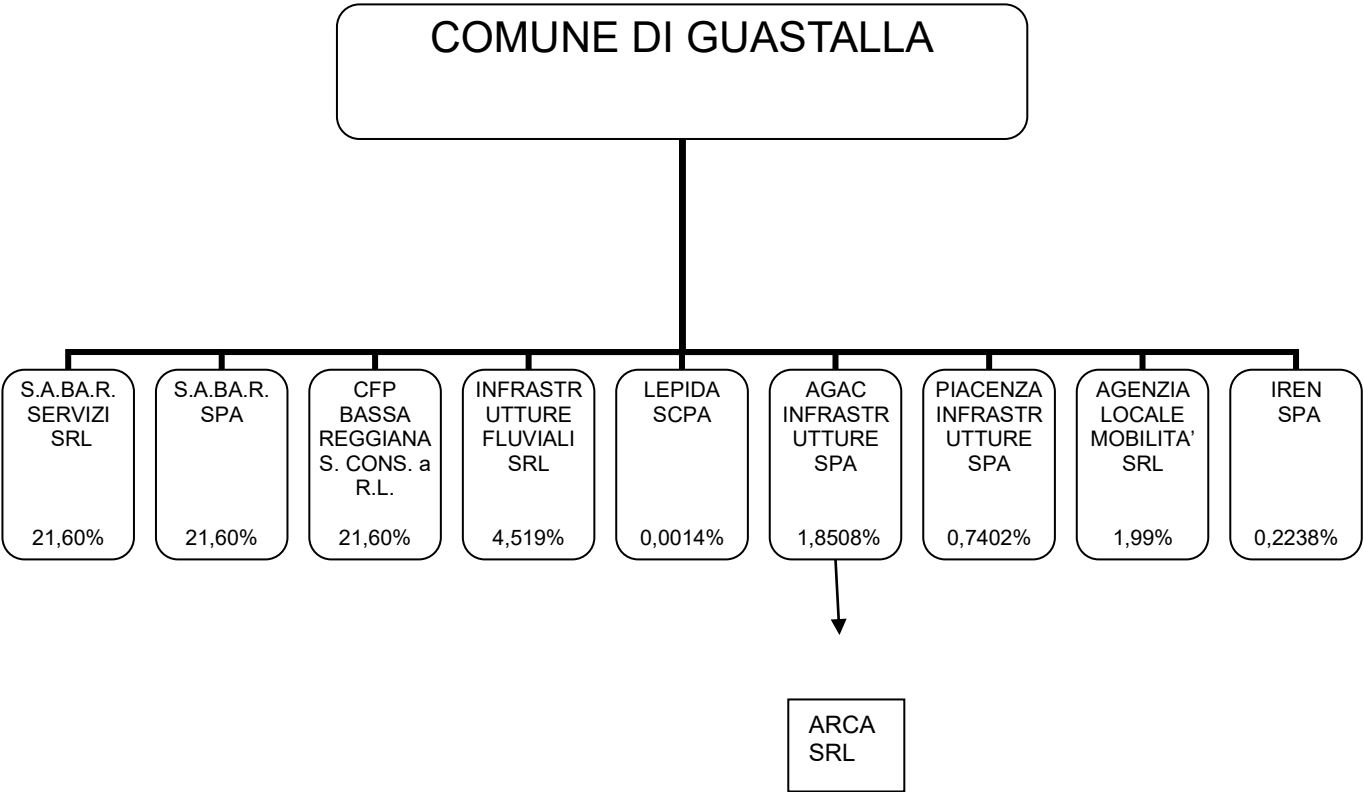 COMUNE DI GUASTALLA
S.A.BA.R.
SERVIZI
SRL
21,60%
S.A.BA.R.
SPA
21,60%
CFP
BASSA
REGGIANA
S. CONS. a
R.L.
21,60%
INFRASTR
UTTURE
FLUVIALI
SRL
4,519%
LEPIDA
SCPA
0,0014%
AGAC
INFRASTR
UTTURE
SPA
1,8508%
PIACENZA
INFRASTR
UTTURE
SPA
0,7402%
AGENZIA
LOCALE
MOBILITA’
SRL
1,99%
IREN
SPA
0,2238%
ARCA
SRL